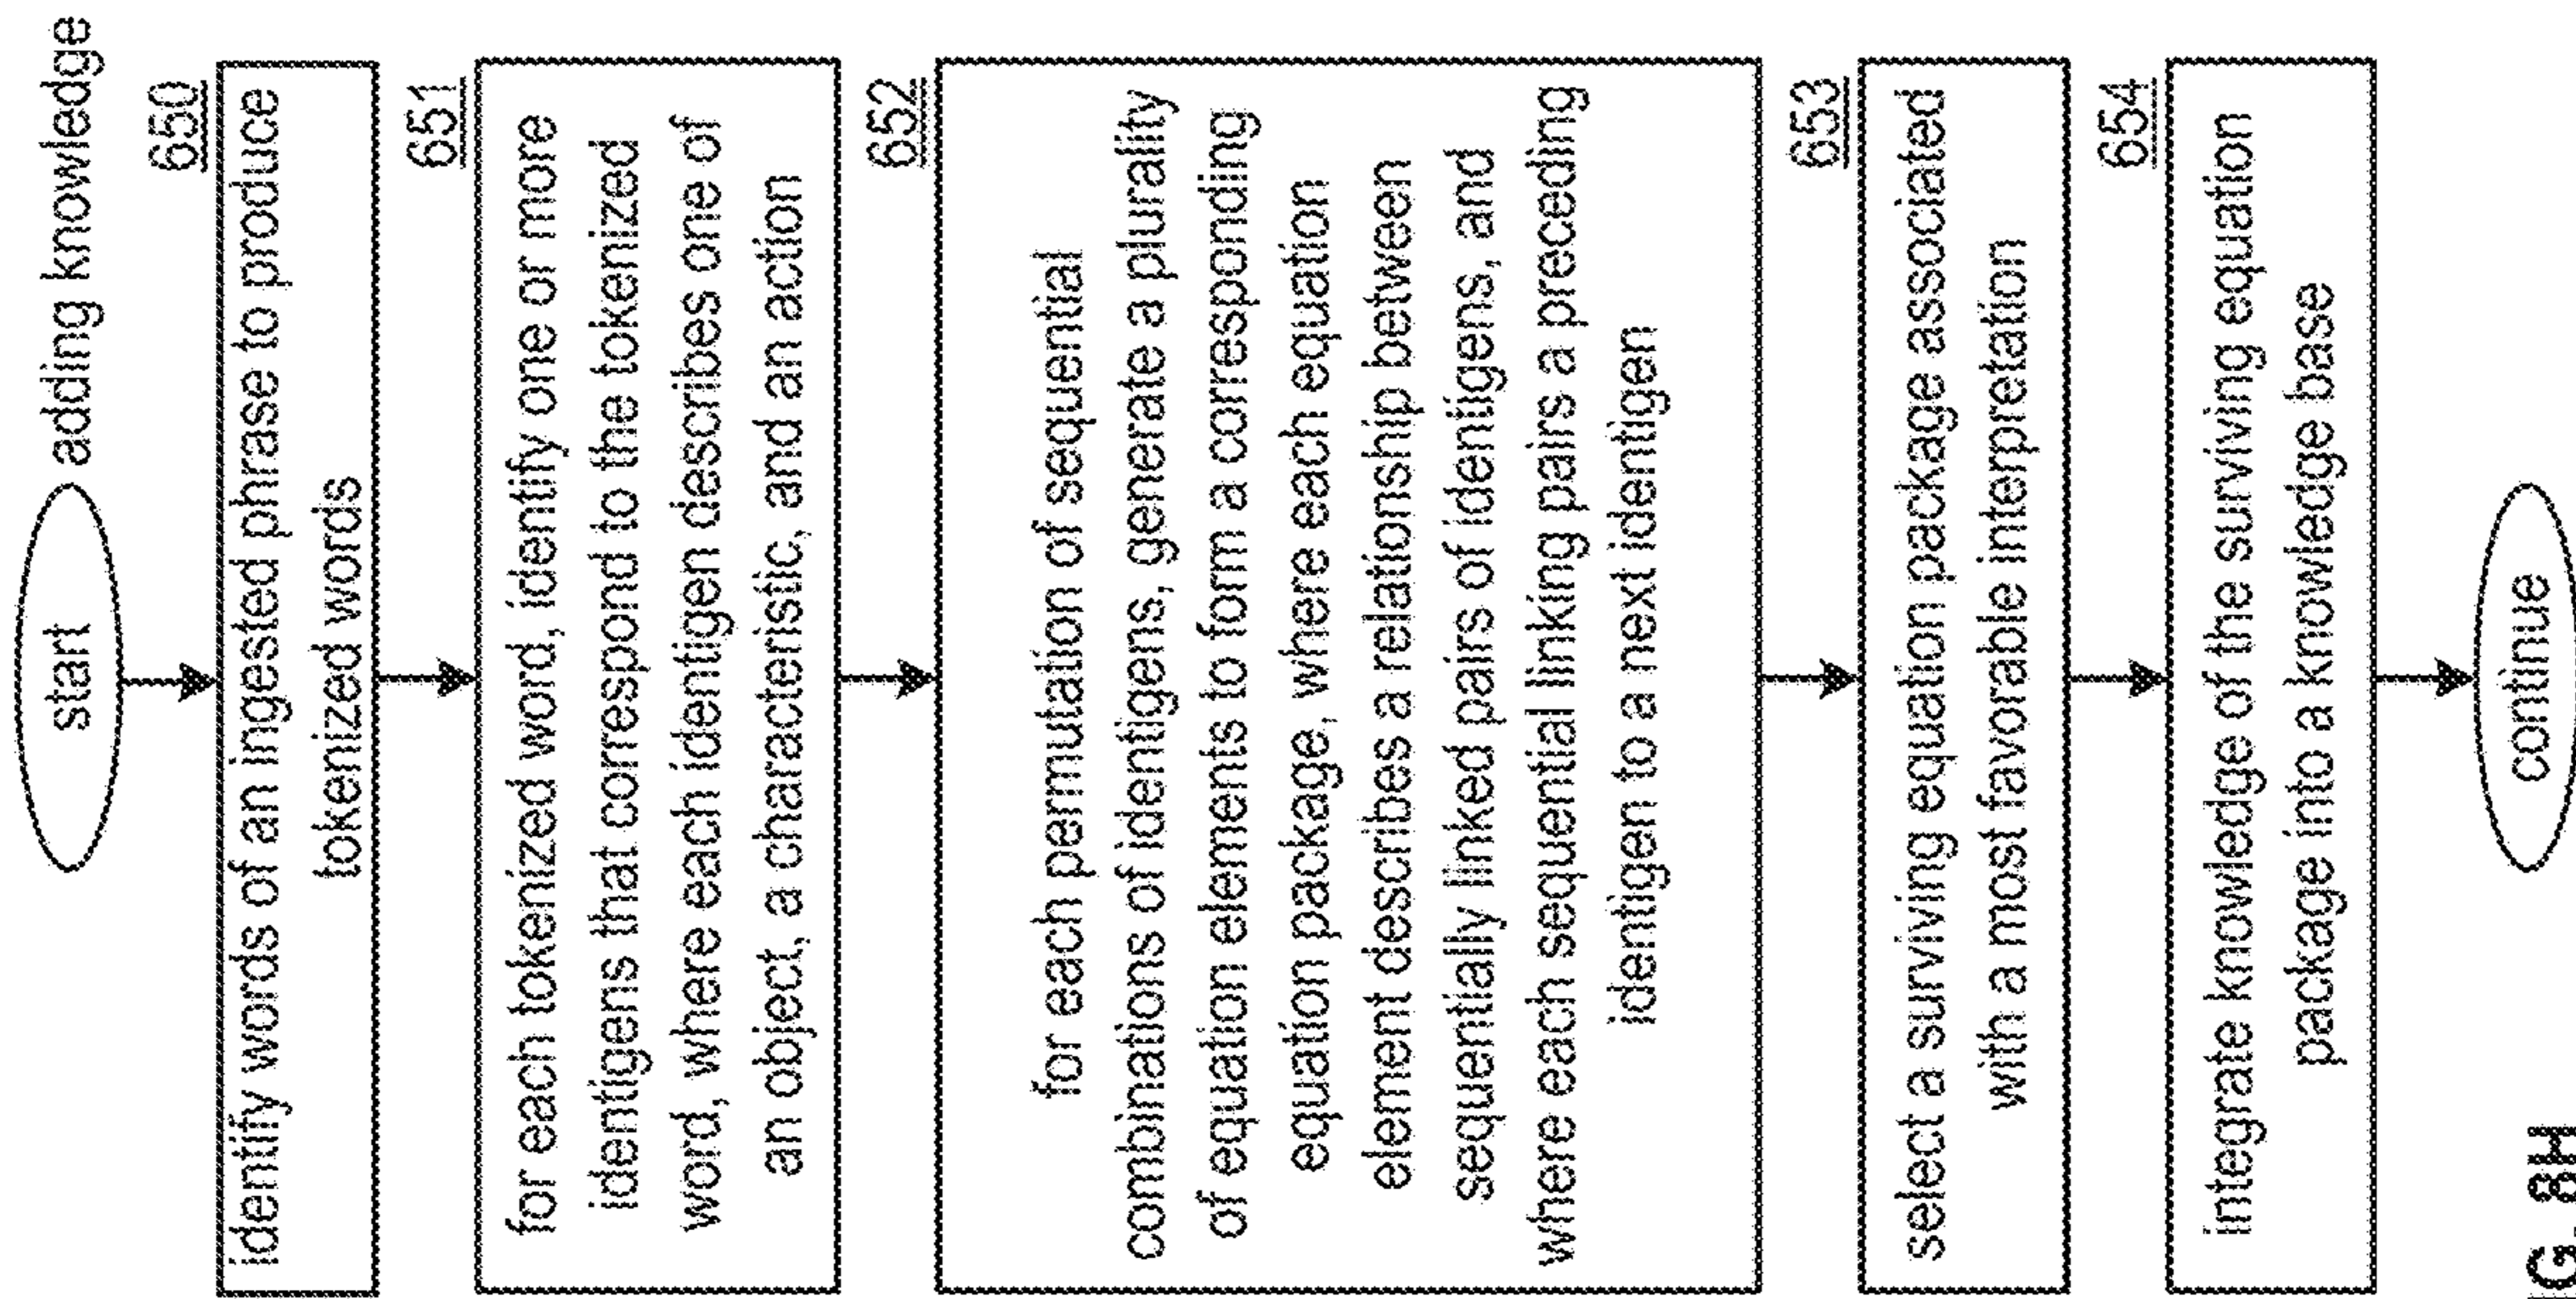 adding knowledge
start
650
identify words of an ingested phrase to produce
tokenized words
651
for each tokenized word, identify one or more
identigens that correspond to the tokenized
word, where each identigen describes one of
an object, a characteristic, and an action
652
for each permutation of sequential
combinations of identigens, generate a plurality
of equation elements to form a corresponding
equation package, where each equation
element describes a relationship between
sequentially linked pairs of identigens, and
where each sequential linking pairs a preceding
identigen to a next identigen
653
select a surviving equation package associated
with a most favorable interpretation
654
integrate knowledge of the surviving equation
package into a knowledge base
continue
IG. 8H